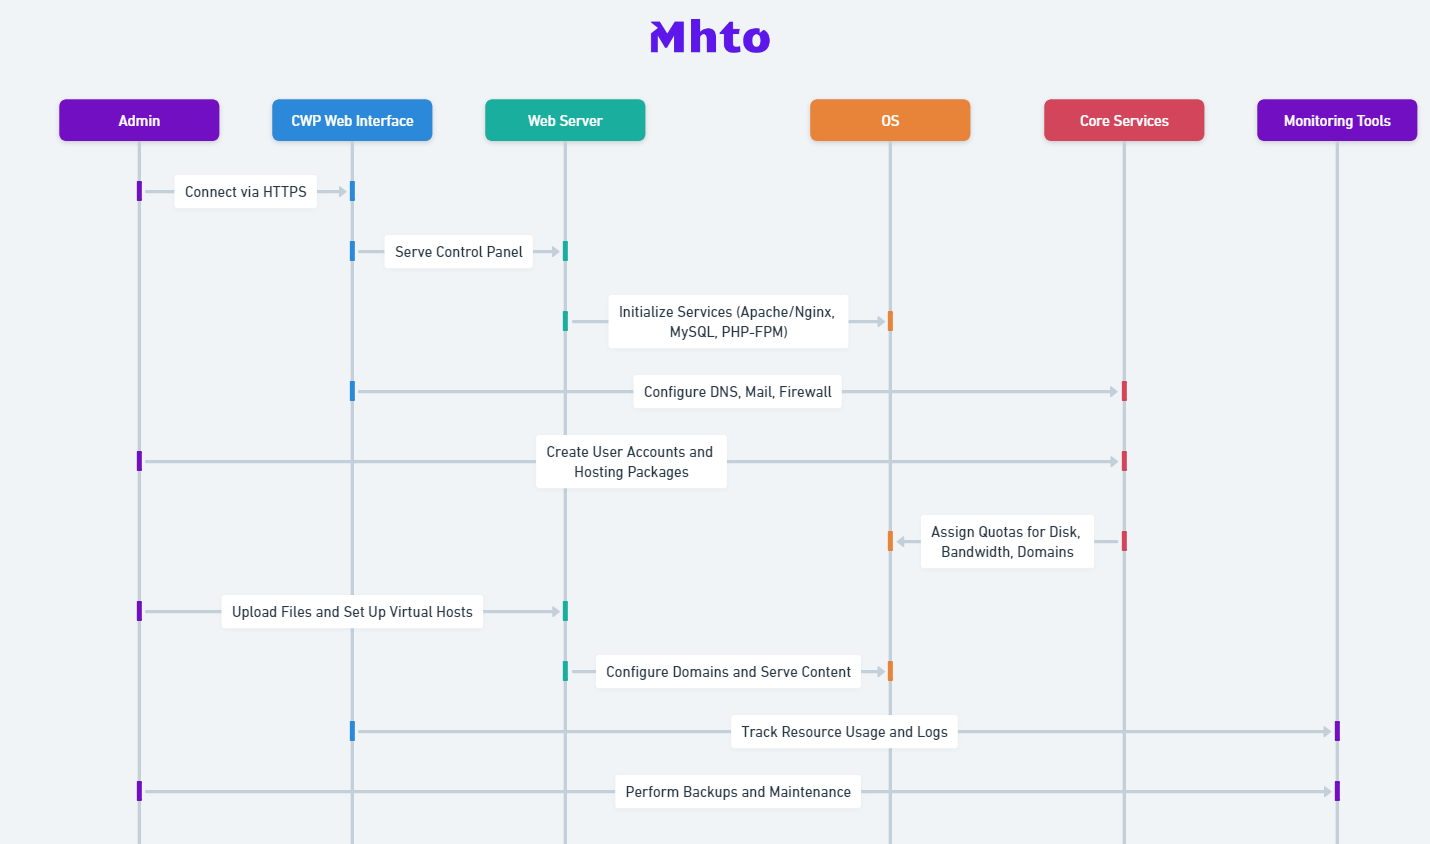 Mhto
Admin
CWP Web Interface
Web Server
OS
Core Services
Monitoring Tools
Connect via HTTPS
Serve Control Panel
Initialize Services (Apache/Nginx,
MySQL, PHP-FPM)
Configure DNS, Mail, Firewall
Create User Accounts and
Hosting Packages
Assign Quotas for Disk,
Bandwidth, Domains
Upload Files and Set Up Virtual Hosts
Configure Domains and Serve Content
Track Resource Usage and Logs
Perform Backups and Maintenance